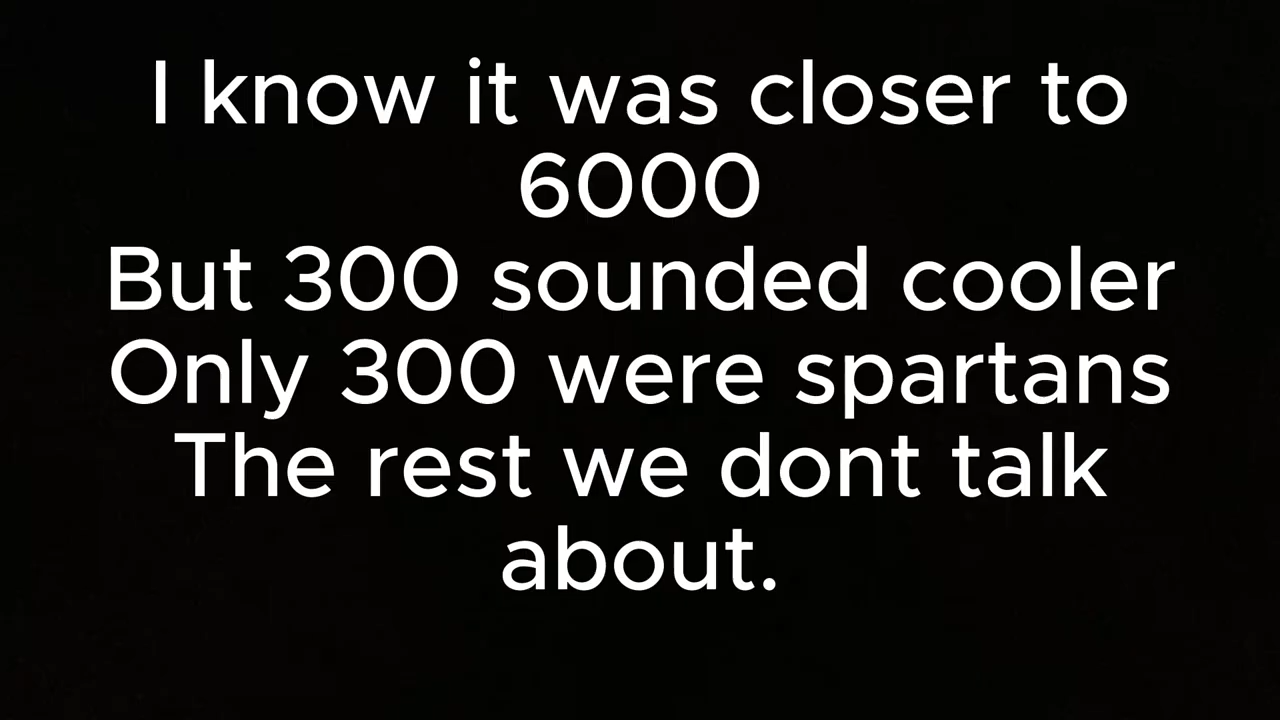 I know it was closer to
6000
But 300 sounded cooler
Only 300 were spartans
The rest we dont talk
about.